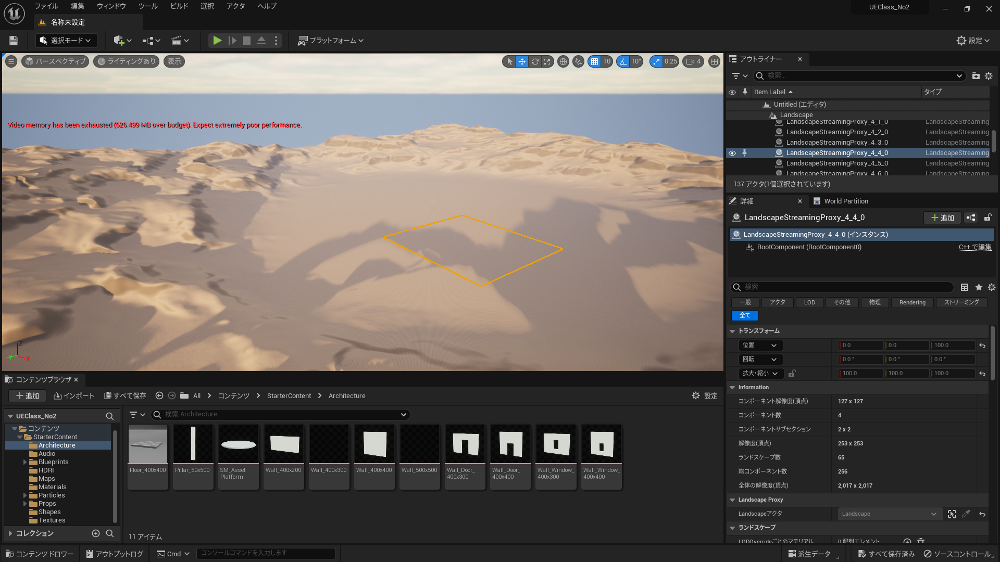 ファイル 編集 ウィンドウ ツール ビルド 選択 アクタ ヘルプ
UEClass_No2
名称未設定
選択モード
プラットフォーム
設定
パースペクティブ
ライティングあり
表示
10
10°
0.25
4
Video memory has been exhausted (626.499 MB over budget). Expect extremely poor performance.
Z
Y
X
アウトライナー
検索...
Item Label
タイプ
Untitled (エディタ)
Landscape
LandscapeStreamingProxy_4_1_0 LandscapeStreaming
LandscapeStreamingProxy_4_2_0 LandscapeStreaming
LandscapeStreamingProxy_4_3_0 LandscapeStreaming
LandscapeStreamingProxy_4_4_0 LandscapeStreaming
LandscapeStreamingProxy_4_5_0 LandscapeStreaming
LandscapeStreamingProxy_4_6_0 LandscapeStreaming
137 アクタ(1個選択されています)
詳細
World Partition
LandscapeStreamingProxy_4_4_0
追加
LandscapeStreamingProxy_4_4_0 (インスタンス)
RootComponent (RootComponent0)
C++ で編集
検索
一般 アクタ LOD その他 物理 Rendering ストリーミング
全て
トランスフォーム
位置 0.0 0.0 100.0
回転 0.0 ° 0.0 ° 0.0 °
拡大・縮小 100.0 100.0 100.0
Information
コンポーネント解像度(頂点) 127 x 127
コンポーネント数 4
コンポーネントサブセクション 2 x 2
解像度(頂点) 253 x 253
ランドスケープ数 65
総コンポーネント数 256
全体の解像度(頂点) 2,017 x 2,017
Landscape Proxy
Landscapeアクタ Landscape
ランドスケープ
LODOverrideごとのマテリアル 0 配列エレメント
コンテンツブラウザ
追加 インポート すべて保存 All コンテンツ StarterContent Architecture
設定
UEClass_No2
コンテンツ
StarterContent
Architecture
Audio
Blueprints
HDRI
Maps
Materials
Particles
Props
Shapes
Textures
コレクション
検索 Architecture
Floor_400x400
Pillar_50x500
SM_Asset
Platform
Wall_400x200
Wall_400x300
Wall_400x400
Wall_500x500
Wall_Door_
400x300
Wall_Door_
400x400
Wall_Window_
400x300
Wall_Window_
400x400
11 アイテム
コンテンツ ドロワー
アウトプットログ
Cmd
コンソールコマンドを入力します
派生データ
すべて保存済み
ソースコントロール